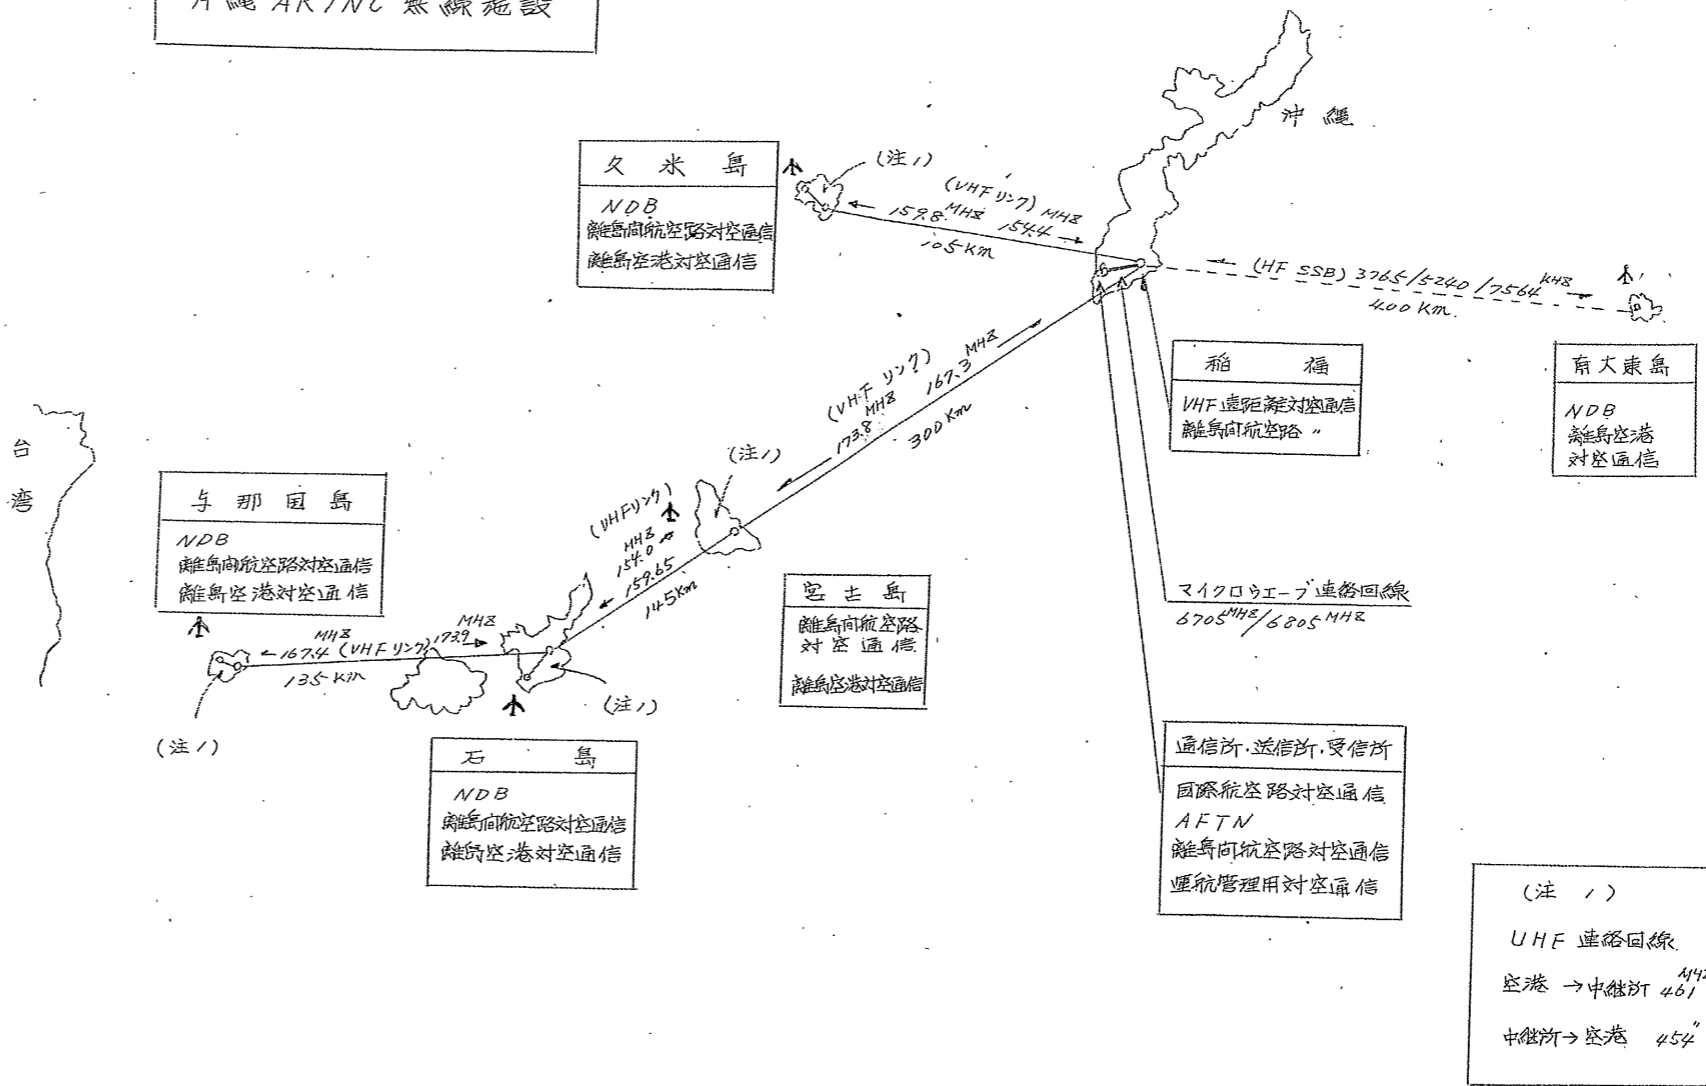 沖縄 ARINC 無線施設
沖縄
久米島
NDB
離島向航空路対空通信
離島空港対空通信
(注1)
(VHFリンク)
← 159.8 MHZ 154.4 MHZ →
105 Km
← (HF SSB) 3765/5240/7564 KHZ →
400 Km.
稲福
VHF遠距離対空通信
離島向航空路 〃
南大東島
NDB
離島空港
対空通信
(VHFリンク)
173.8 MHZ 167.3 MHZ
300 Km
(注1)
台湾
与那国島
NDB
離島向航空路対空通信
離島空港対空通信
(VHFリンク)
MHZ
154.0
159.65
145 Km
宮古島
離島向航空路
対空通信
離島空港対空通信
マイクロウエーブ連絡回線
6705 MHZ/6805 MHZ
← 167.4 MHZ (VHFリンク) 173.9 MHZ →
135 Km
(注1)
(注1)
石島
NDB
離島向航空路対空通信
離島空港対空通信
通信所.送信所.受信所
国際航空路対空通信
AFTN
離島向航空路対空通信
運航管理用対空通信
(注1)
UHF 連絡回線.
空港 → 中継所 461 MHZ
中継所 → 空港 454 〃